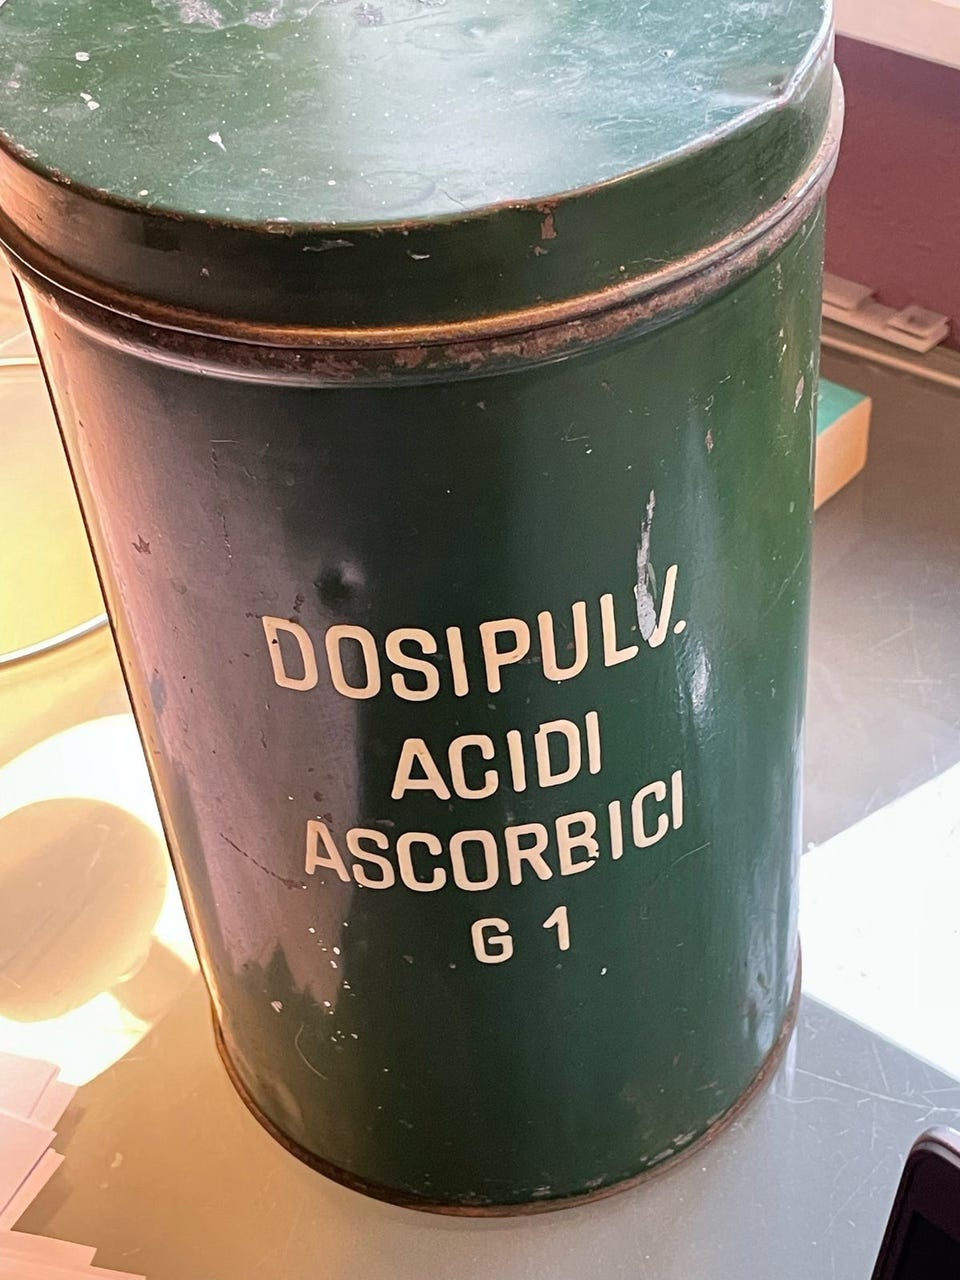 DOSIPULV.
ACIDI
ASCORBICI
G 1